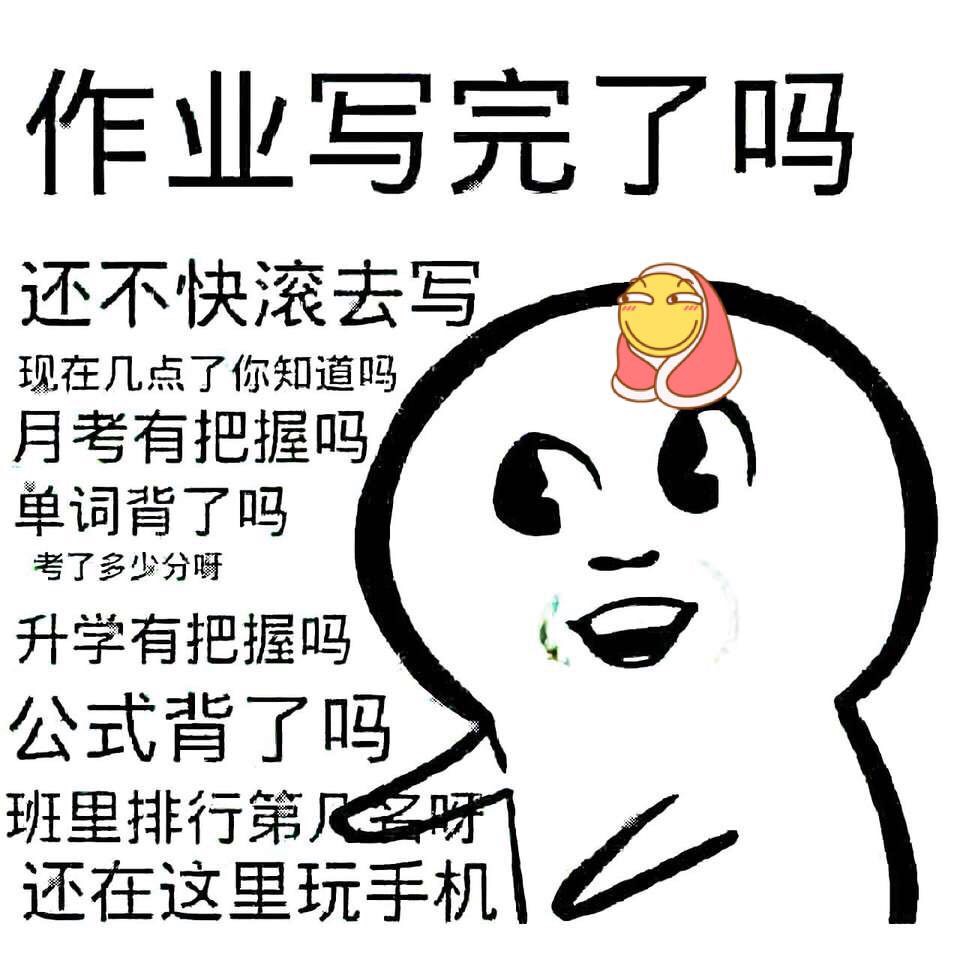 作业写完了吗
还不快滚去写
现在几点了你知道吗
月考有把握吗
单词背了吗
考了多少分呀
升学有把握吗
公式背了吗
班里排行第几名呀
还在这里玩手机